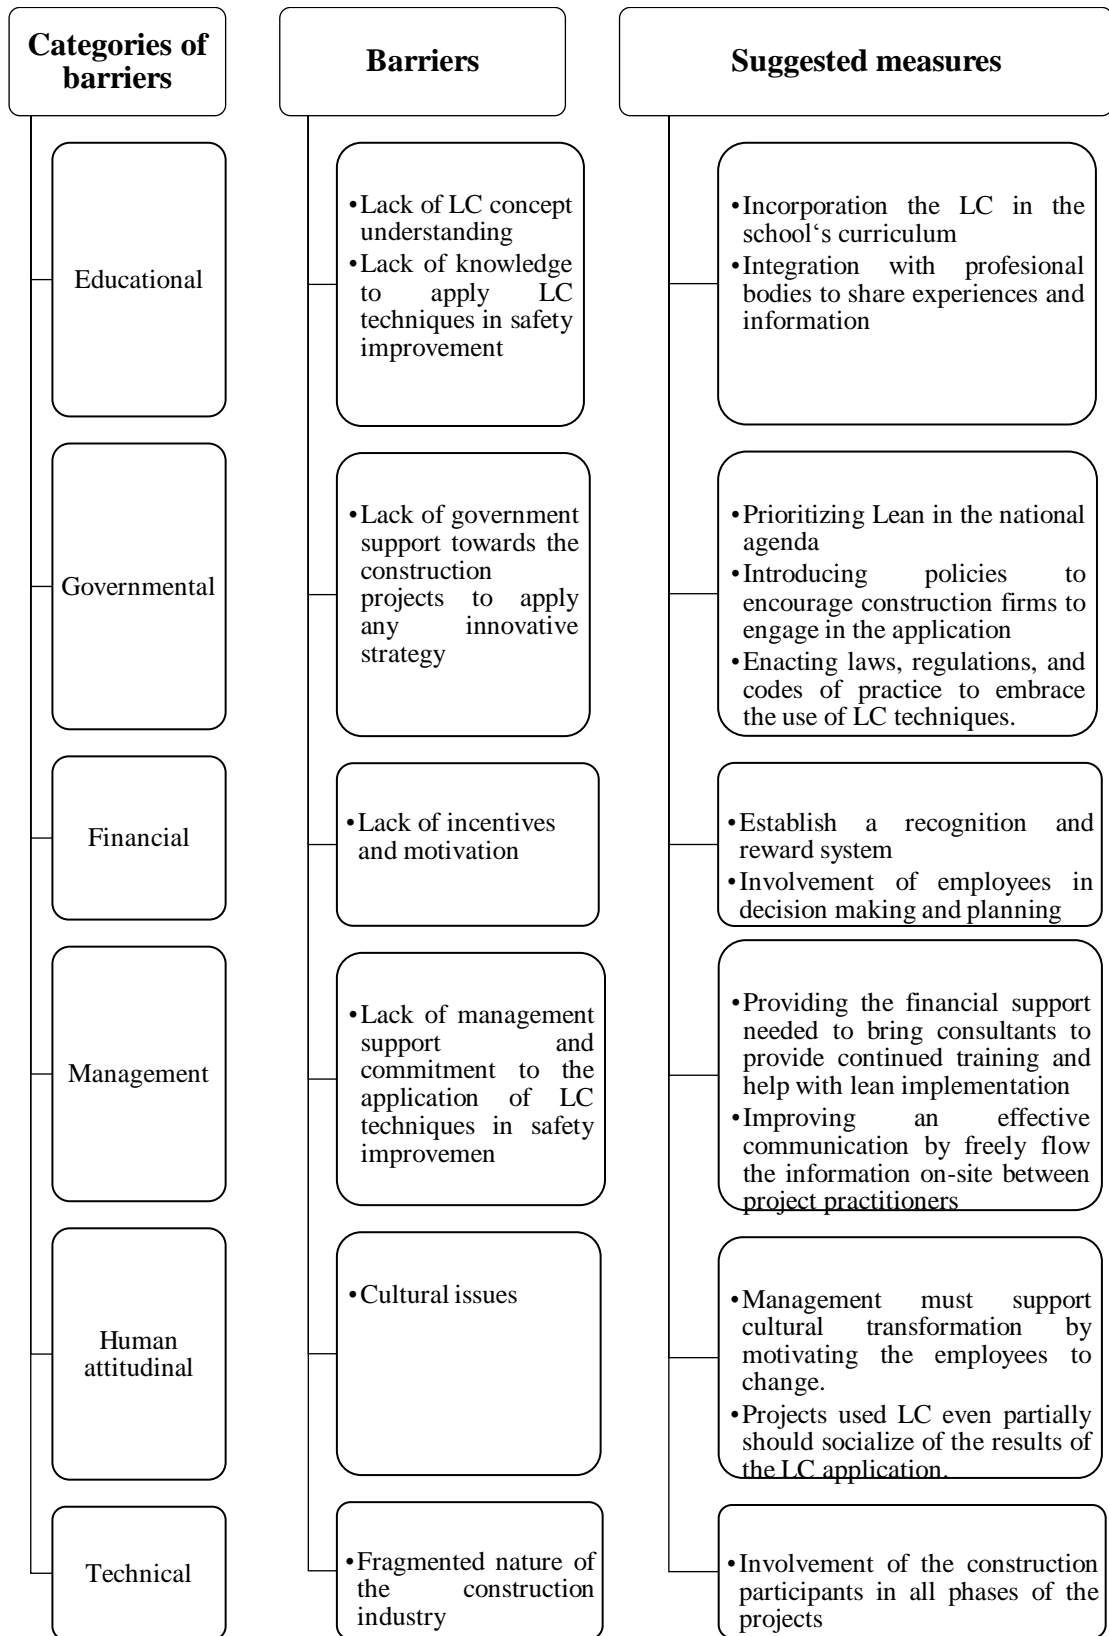 Categories of
barriers
Barriers
Suggested measures
Educational
•Lack of LC concept
understanding
•Lack of knowledge
to apply LC
techniques in safety
improvement
•Incorporation the LC in the
school‘s curriculum
•Integration with profesional
bodies to share experiences and
information
Governmental
•Lack of government
support towards the
construction
projects to apply
any innovative
strategy
•Prioritizing Lean in the national
agenda
•Introducing policies to
encourage construction firms to
engage in the application
•Enacting laws, regulations, and
codes of practice to embrace
the use of LC techniques.
Financial
•Lack of incentives
and motivation
•Establish a recognition and
reward system
•Involvement of employees in
decision making and planning
Management
•Lack of management
support and
commitment to the
application of LC
techniques in safety
improvemen
•Providing the financial support
needed to bring consultants to
provide continued training and
help with lean implementation
•Improving an effective
communication by freely flow
the information on-site between
project practitioners
Human
attitudinal
•Cultural issues
•Management must support
cultural transformation by
motivating the employees to
change.
•Projects used LC even partially
should socialize of the results of
the LC application.
Technical
•Fragmented nature of
the construction
industry
•Involvement of the construction
participants in all phases of the
projects